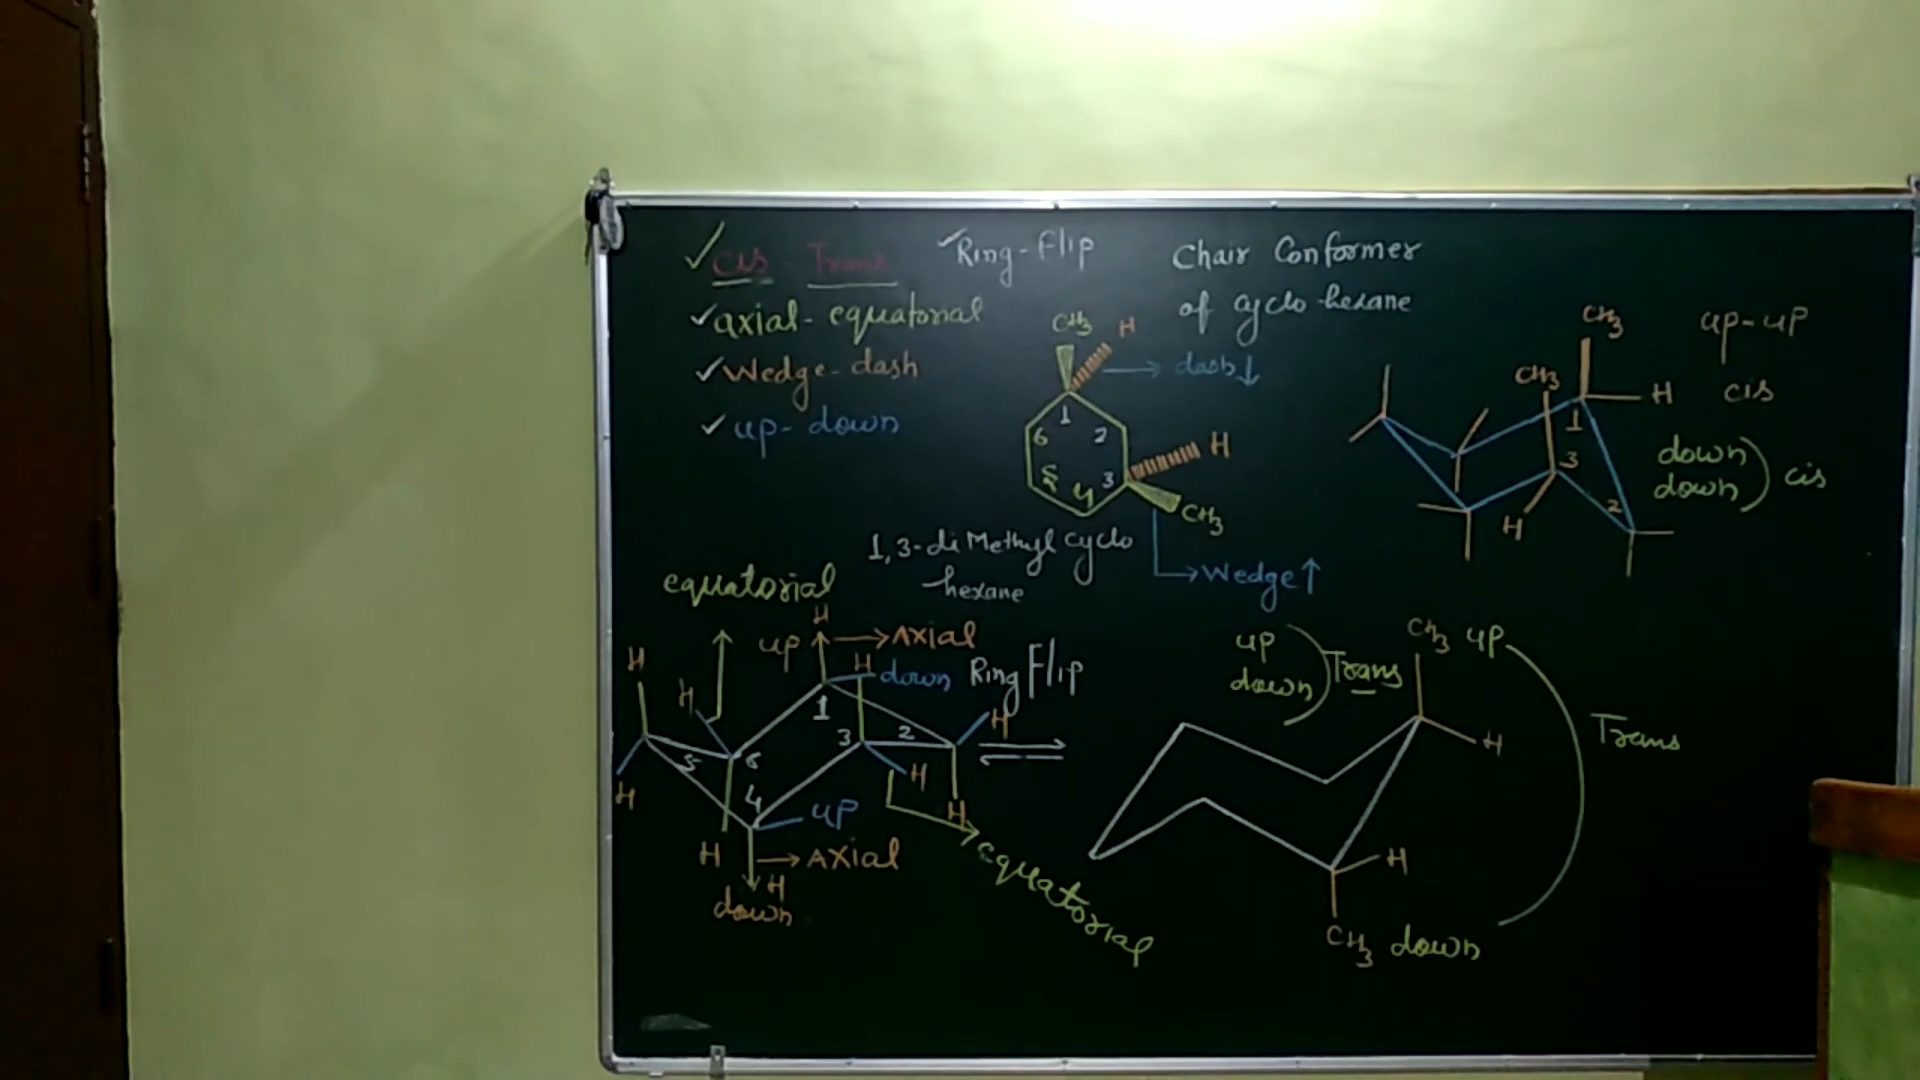 ✓ Cis - Trans
✓ axial - equatorial
✓ Wedge - dash
✓ up - down
✓ Ring - Flip
Chair Conformer
of cyclo-hexane
CH3 H
→ dash↓
1
6 2
5 3
4
H
CH3
→ Wedge↑
1,3-di Methyl cyclo
hexane
CH3
CH3
1 H
3
H
2
up-up
cis
down
down) cis
equatorial
H
up → Axial
H
H
down
H
1
3 2
H
5 6
4
H
H
up
H
H
→ AXial
H
down
equatorial
Ring Flip
up
down) Trans
CH3 up
H
Trans
H
CH3 down